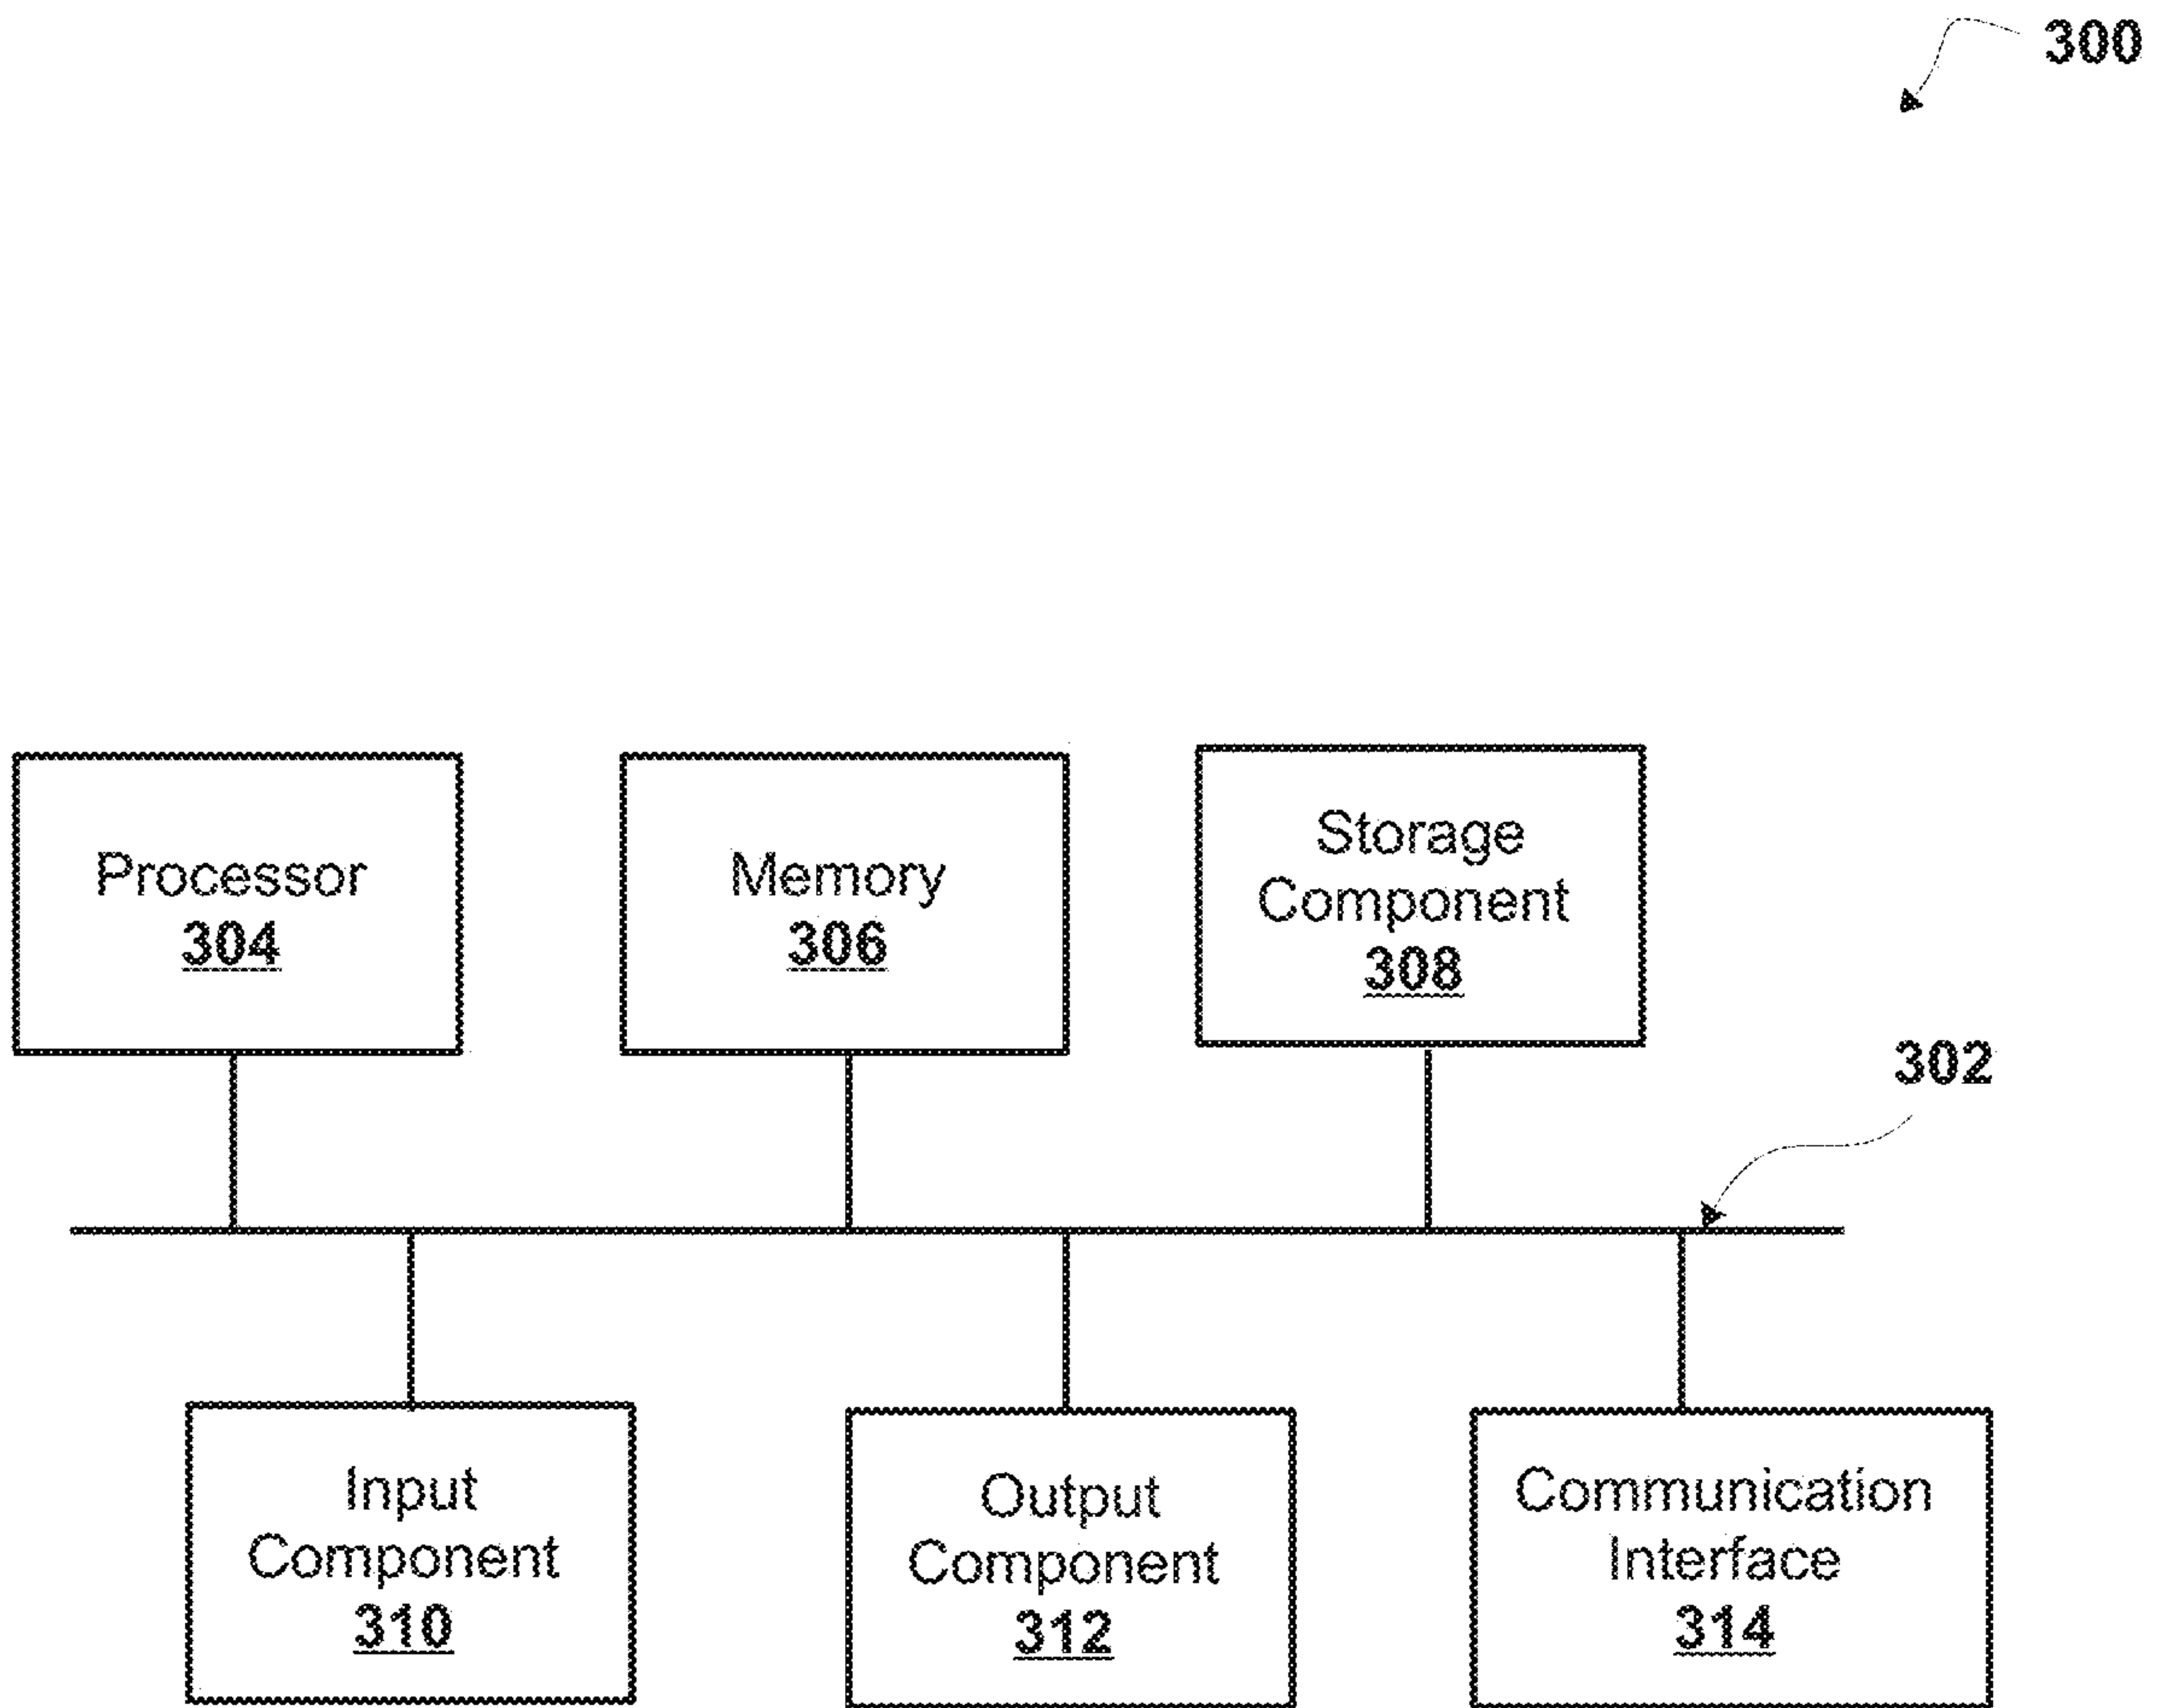 300
Processor
304
Memory
306
Storage
Component
308
302
Input
Component
310
Output
Component
312
Communication
Interface
314